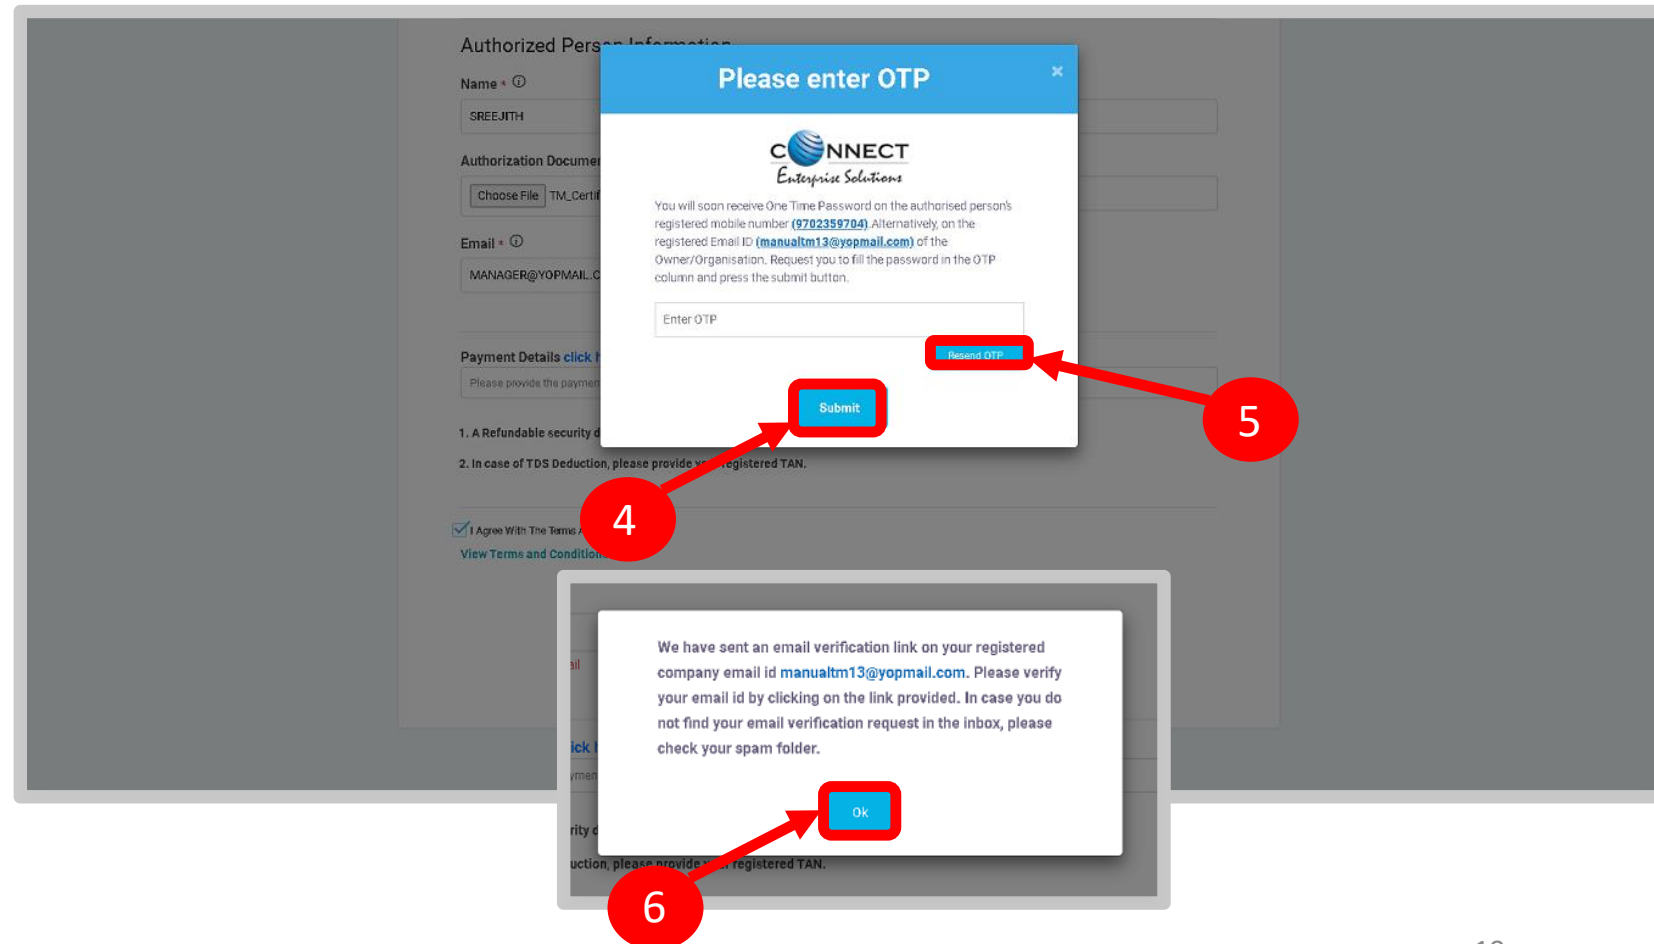 Authorized Pers
Name * 
SREEJITH
Authorization Documen
Choose File TM_Certif
Email *
MANAGER@YOPMAIL.C
Payment Details click h
Please provide the paymen
1. A Refundable security d
2. In case of TDS Deduction, please provide your registered TAN.
I Agree With The Terms A
View Terms and Condition
Please enter OTP ×
CONNECT
Enterprise Solutions
You will soon receive One Time Password on the authorised person's
registered mobile number (9702359704).Alternatively, on the
registered Email ID (manualtm13@yopmail.com) of the
Owner/Organisation. Request you to fill the password in the OTP
column and press the submit button.
Enter OTP
Resend OTP
Submit
5
4
We have sent an email verification link on your registered
company email id manualtm13@yopmail.com. Please verify
your email id by clicking on the link provided. In case you do
not find your email verification request in the inbox, please
check your spam folder.
Ok
ail
ick h
ymen
rity d
uction, please provide your registered TAN.
6